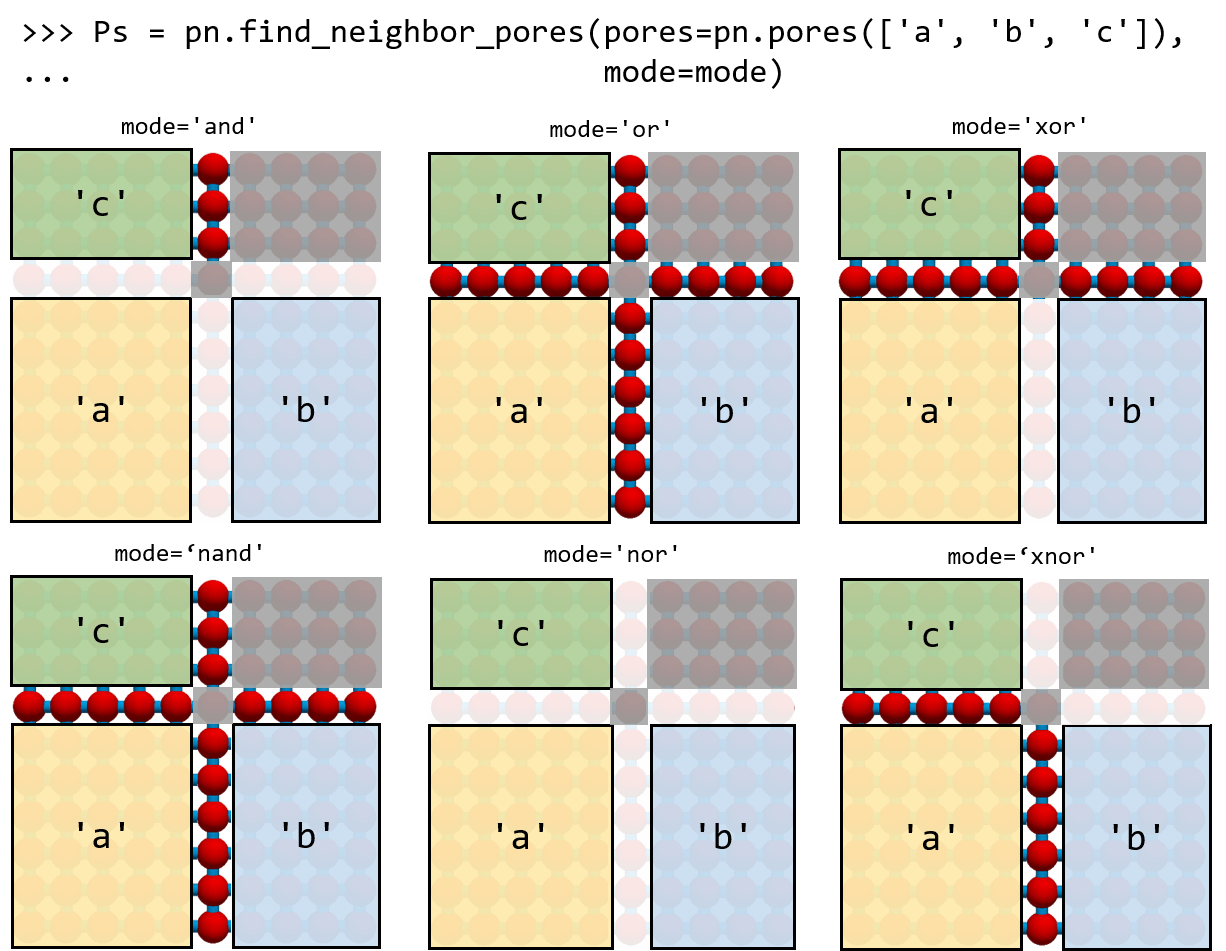 >>> Ps = pn.find_neighbor_pores(pores=pn.pores(['a', 'b', 'c']),
... mode=mode)
mode='and' mode='or' mode='xor'
'c' 'c' 'c'
'a' 'b' 'a' 'b' 'a' 'b'
mode=‘nand' mode='nor' mode=‘xnor'
'c' 'c' 'c'
'a' 'b' 'a' 'b' 'a' 'b'